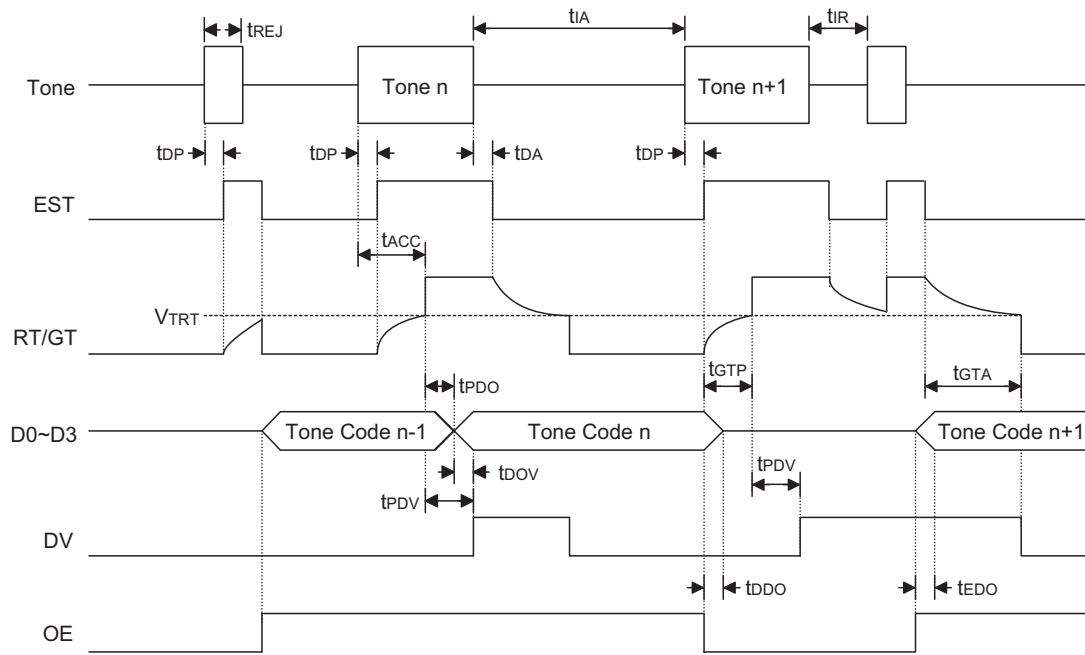 tIA
tIR
tREJ
Tone
Tone n
Tone n+1
tDP
tDP
tDA
tDP
EST
tACC
VTRT
RT/GT
tGTP
tGTA
tPDO
D0~D3
Tone Code n-1
Tone Code n
Tone Code n+1
tDOV
tPDV
tPDV
DV
tDDO
tEDO
OE